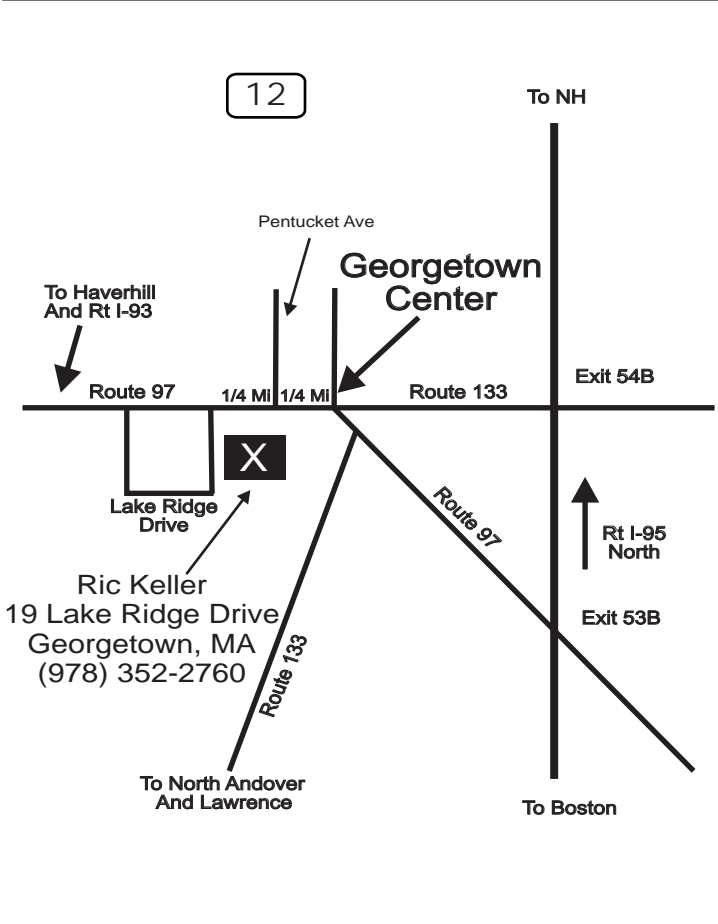 12
To NH
Pentucket Ave
Georgetown
Center
To Haverhill
And Rt I-93
Exit 54B
Route 97
1/4 Mi
1/4 Mi
Route 133
X
Lake Ridge
Drive
Route 97
Rt I-95
North
Ric Keller
19 Lake Ridge Drive
Georgetown, MA
(978) 352-2760
Exit 53B
Route 133
To North Andover
And Lawrence
To Boston